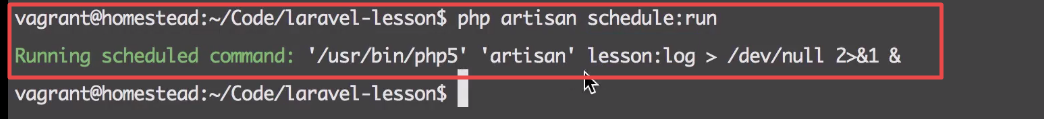 vagrant@homestead:~/Code/laravel-lesson$ php artisan schedule:run
Running scheduled command: '/usr/bin/php5' 'artisan' lesson:log > /dev/null 2>&1 &
vagrant@homestead:~/Code/laravel-lesson$